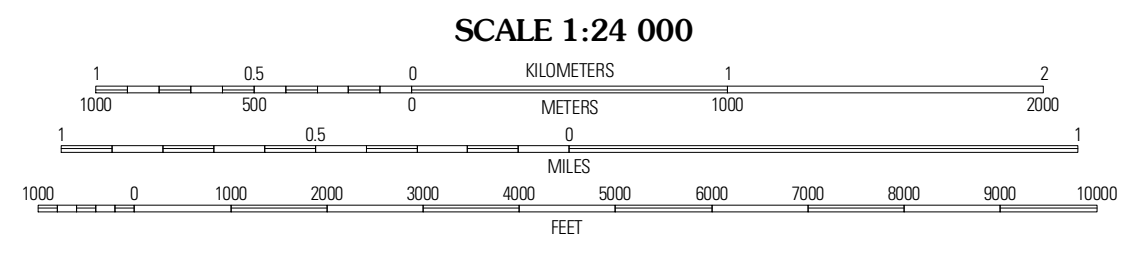 SCALE 1:24 000
1 0.5 0 KILOMETERS 1 2
1000 500 0 METERS 1000 2000
1 0.5 0 1
MILES
1000 0 1000 2000 3000 4000 5000 6000 7000 8000 9000 10000
FEET